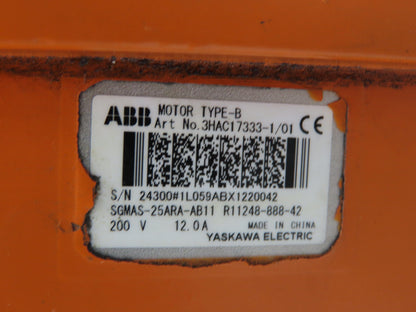 ABB MOTOR TYPE-B
Art No.3HAC17333-1/01 CE
S/N 24300#1L059ABX1220042
SGMAS-25ARA-AB11 R11248-888-42
200 V 12.0A MADE IN CHINA
YASKAWA ELECTRIC